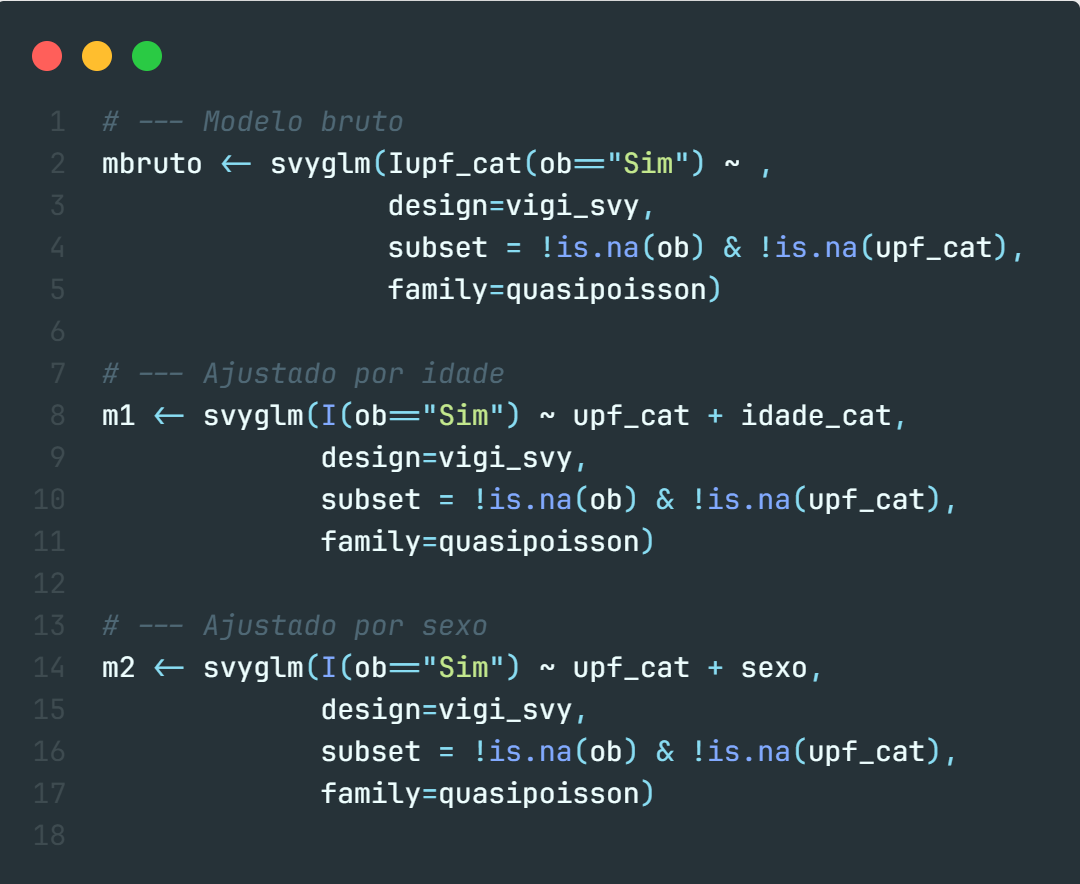 1 # --- Modelo bruto
2 mbruto <- svyglm(Iupf_cat(ob=="Sim") ~ ,
3 design=vigi_svy,
4 subset = !is.na(ob) & !is.na(upf_cat),
5 family=quasipoisson)
6
7 # --- Ajustado por idade
8 m1 <- svyglm(I(ob=="Sim") ~ upf_cat + idade_cat,
9 design=vigi_svy,
10 subset = !is.na(ob) & !is.na(upf_cat),
11 family=quasipoisson)
12
13 # --- Ajustado por sexo
14 m2 <- svyglm(I(ob=="Sim") ~ upf_cat + sexo,
15 design=vigi_svy,
16 subset = !is.na(ob) & !is.na(upf_cat),
17 family=quasipoisson)
18